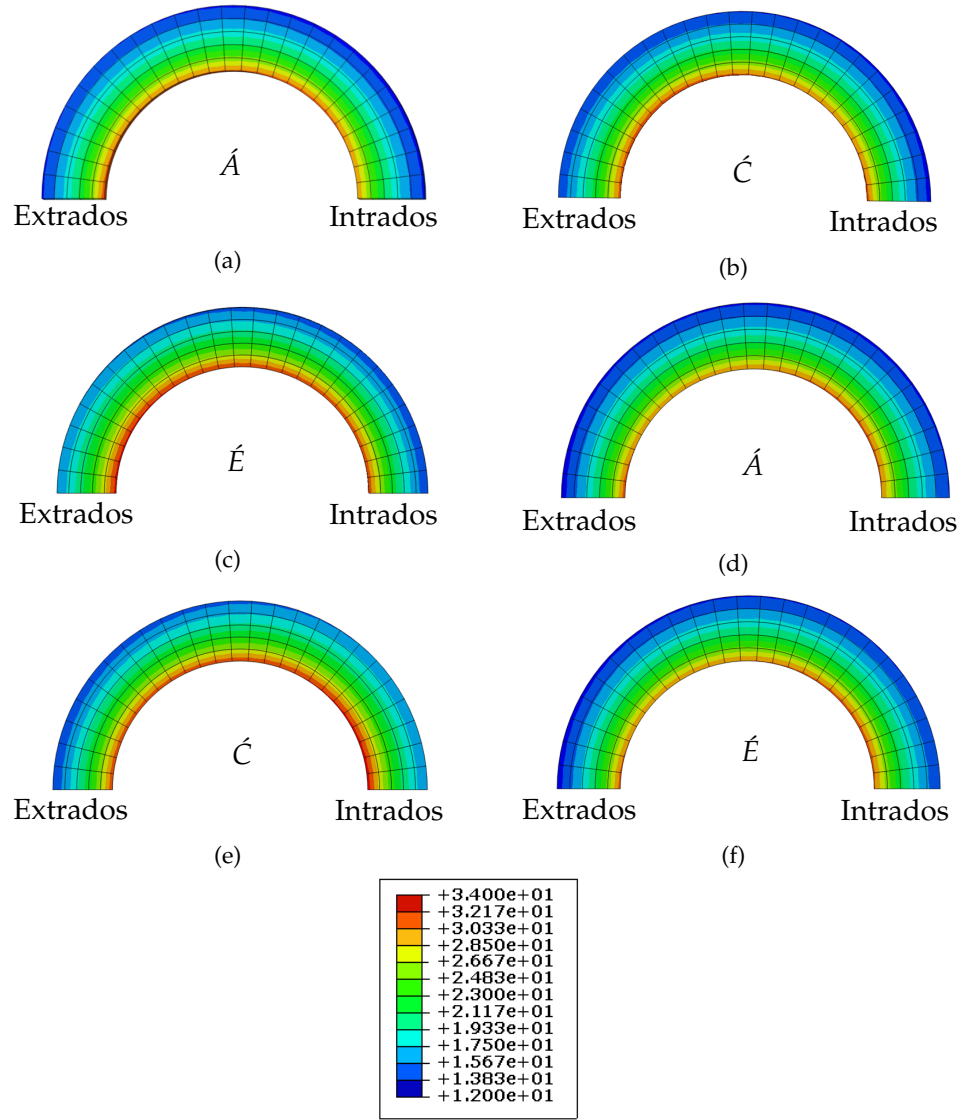 Á
Extrados Intrados
(a)
Ć
Extrados Intrados
(b)
É
Extrados Intrados
(c)
Á
Extrados Intrados
(d)
Ć
Extrados Intrados
(e)
É
Extrados Intrados
(f)
+3.400e+01
+3.217e+01
+3.033e+01
+2.850e+01
+2.667e+01
+2.483e+01
+2.300e+01
+2.117e+01
+1.933e+01
+1.750e+01
+1.567e+01
+1.383e+01
+1.200e+01